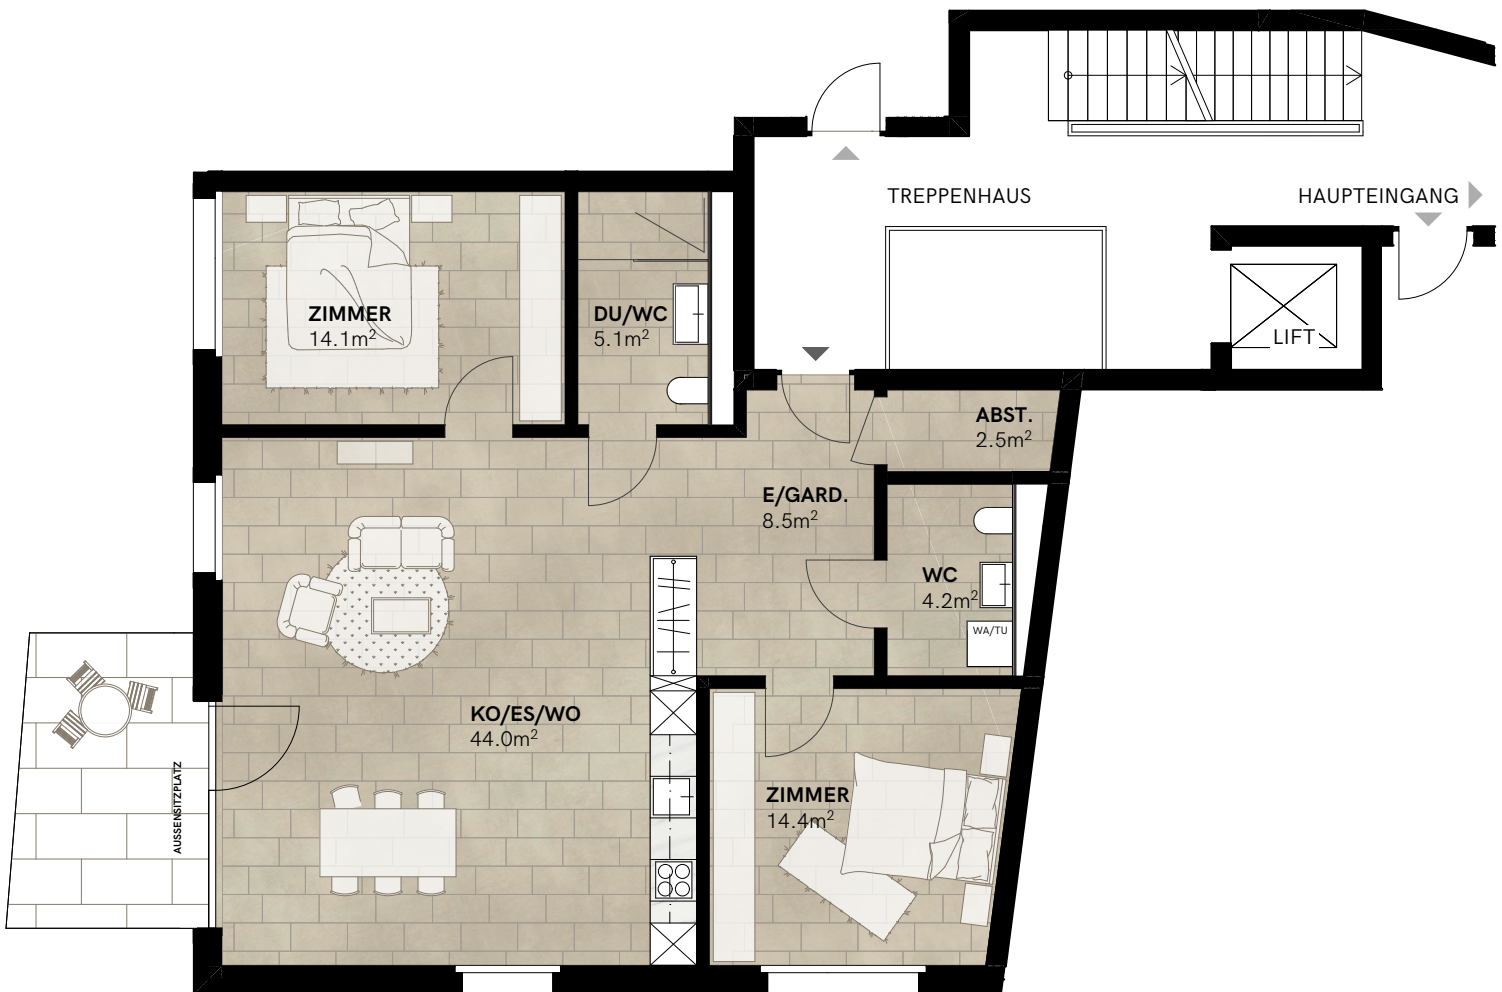 TREPPENHAUS
HAUPTEINGANG
LIFT
ZIMMER
14.1m²
DU/WC
5.1m²
ABST.
2.5m²
E/GARD.
8.5m²
WC
4.2m²
WA/TU
KO/ES/WO
44.0m²
AUSSENSITZPLATZ
ZIMMER
14.4m²